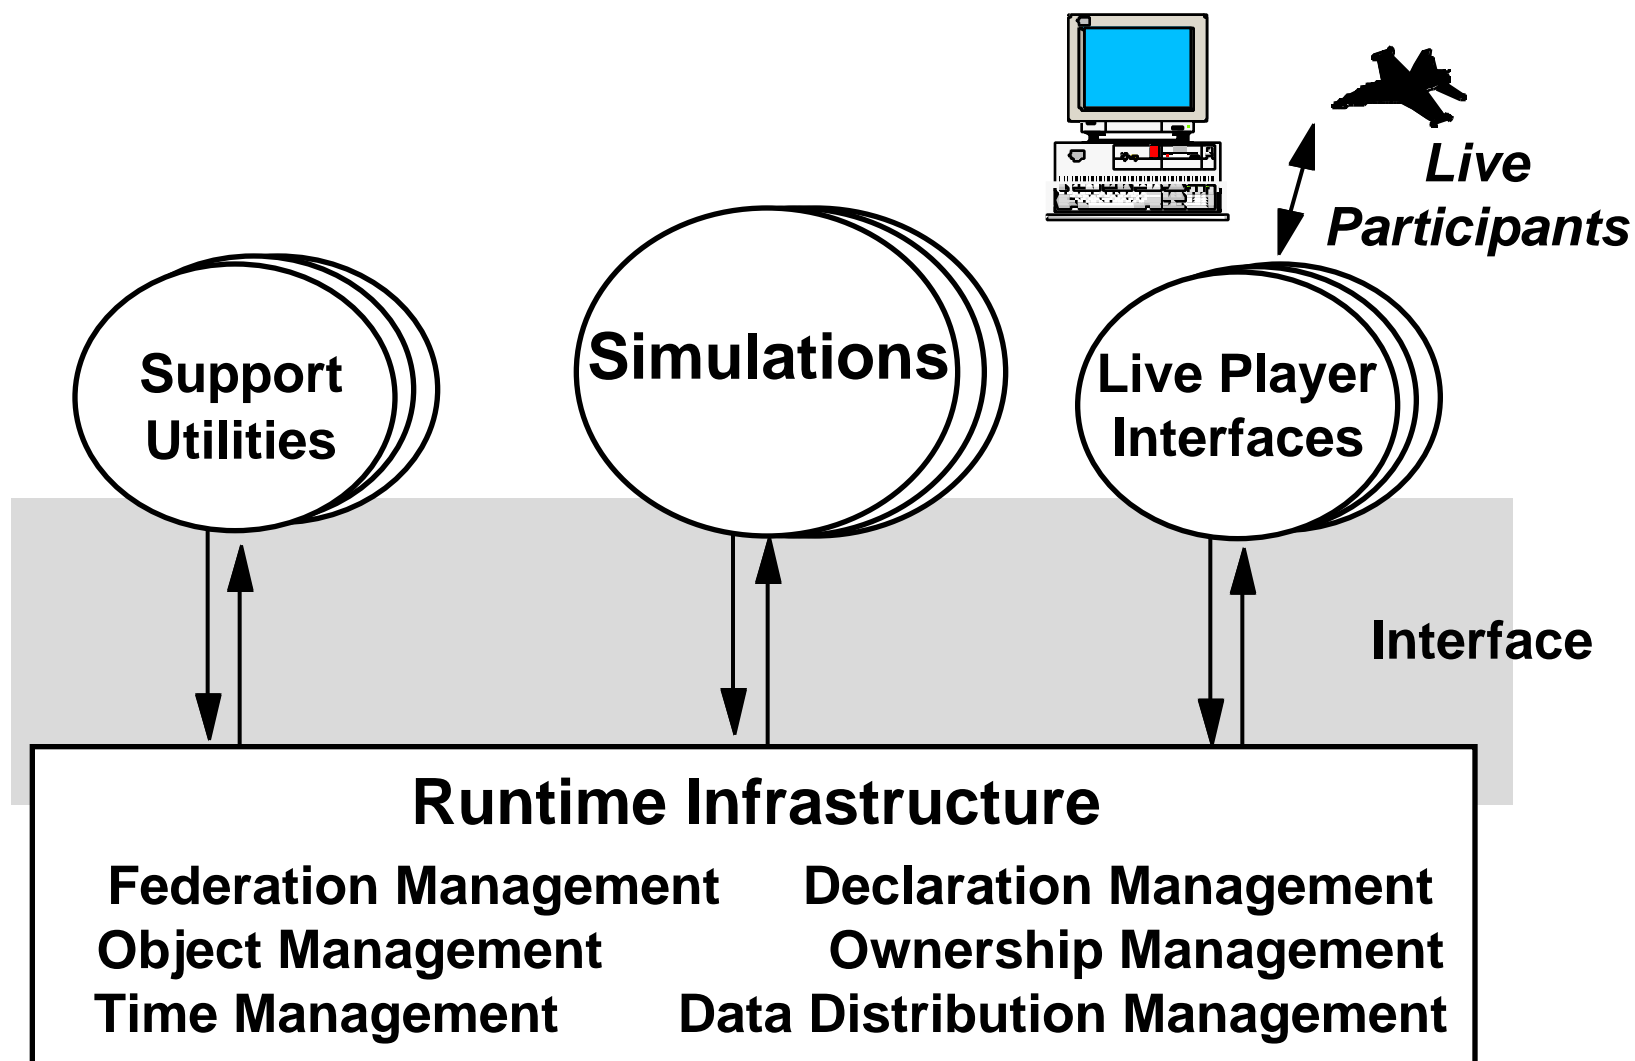 Live
Participants
Support
Utilities
Simulations
Live Player
Interfaces
Interface
Runtime Infrastructure
Federation Management Declaration Management
Object Management Ownership Management
Time Management Data Distribution Management